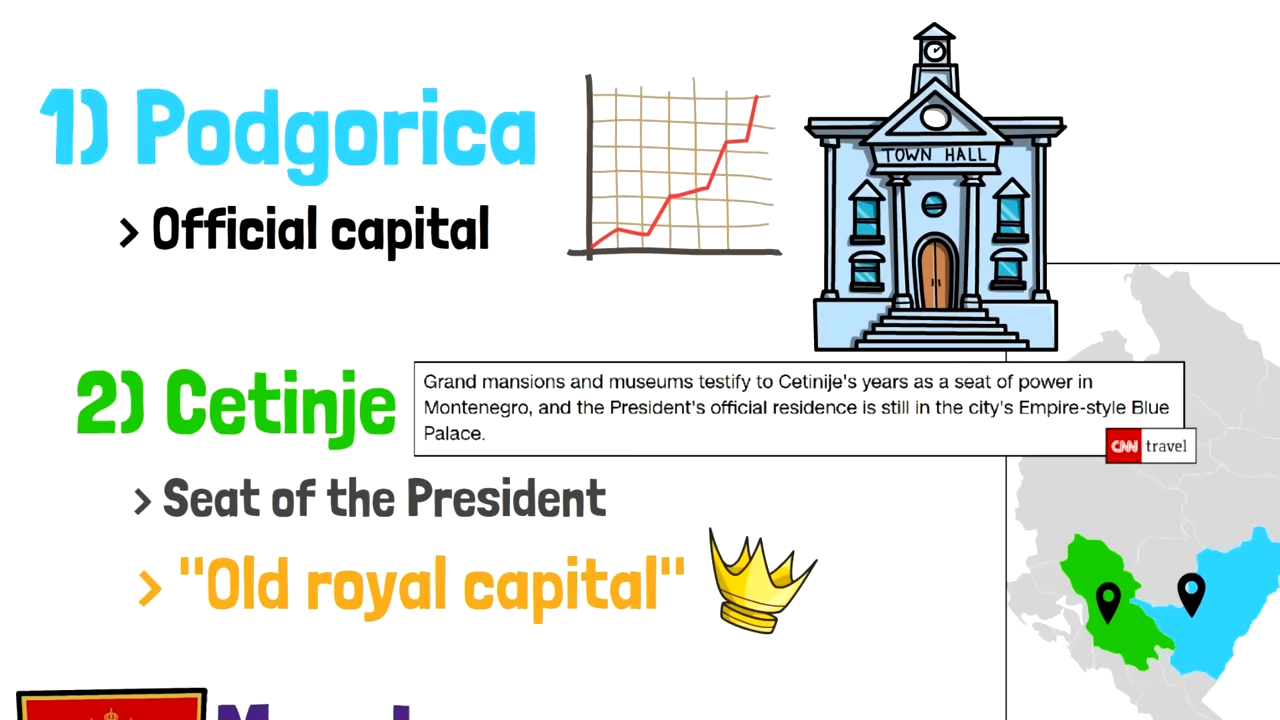 1) Podgorica
> Official capital
TOWN HALL
2) Cetinje
Grand mansions and museums testify to Cetinije's years as a seat of power in
Montenegro, and the President's official residence is still in the city's Empire-style Blue
Palace.
CNN travel
> Seat of the President
> "Old royal capital"